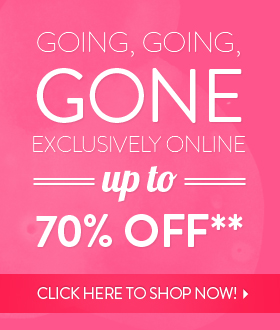 GOING, GOING,
GONE
EXCLUSIVELY ONLINE
up to
70% OFF**
CLICK HERE TO SHOP NOW!